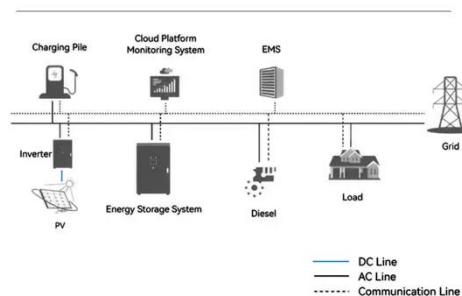 Charging Pile
Cloud Platform
Monitoring System
EMS
Grid
Inverter
PV
Energy Storage System
Diesel
Load
DC Line
AC Line
Communication Line